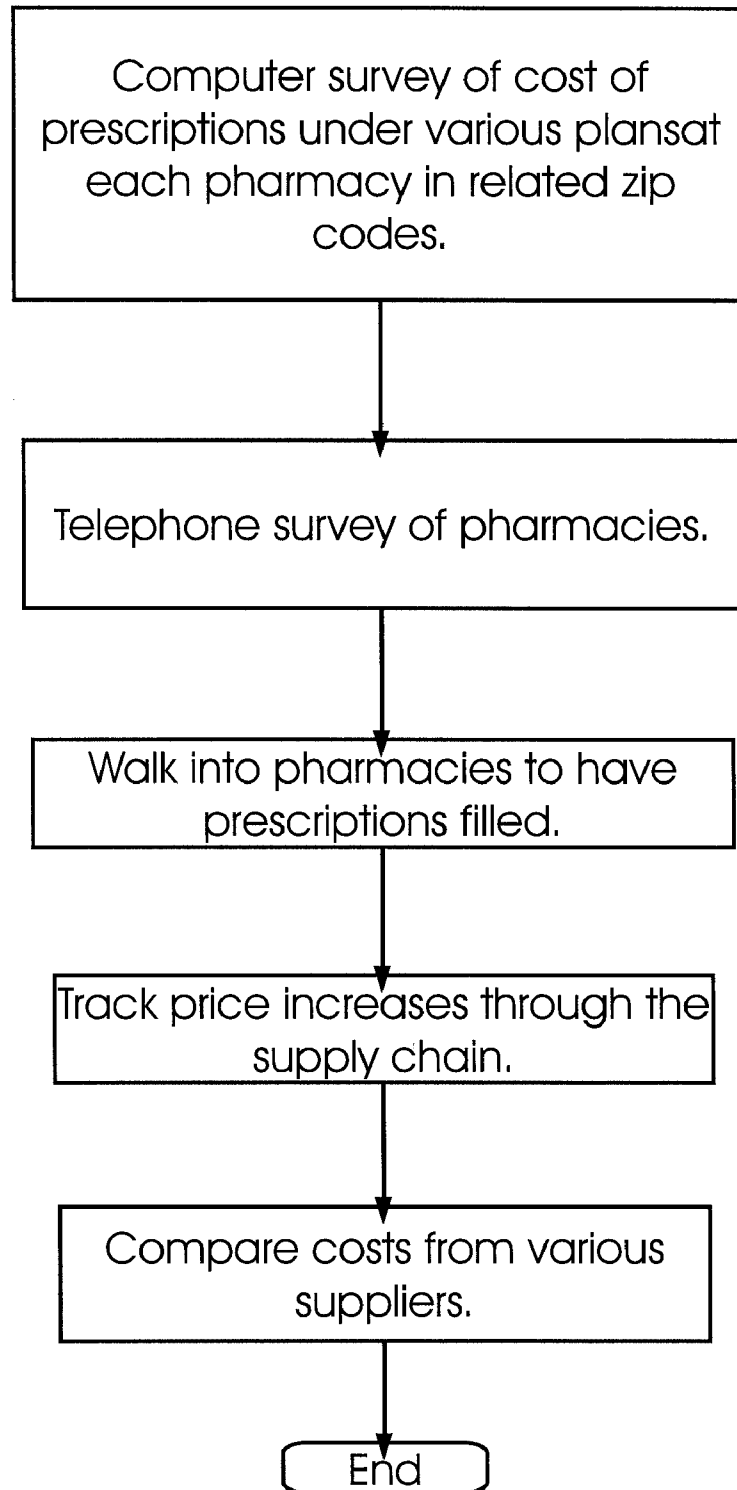 Computer survey of cost of
prescriptions under various plansat
each pharmacy in related zip
codes.
Telephone survey of pharmacies.
Walk into pharmacies to have
prescriptions filled.
Track price increases through the
supply chain.
Compare costs from various
suppliers.
End